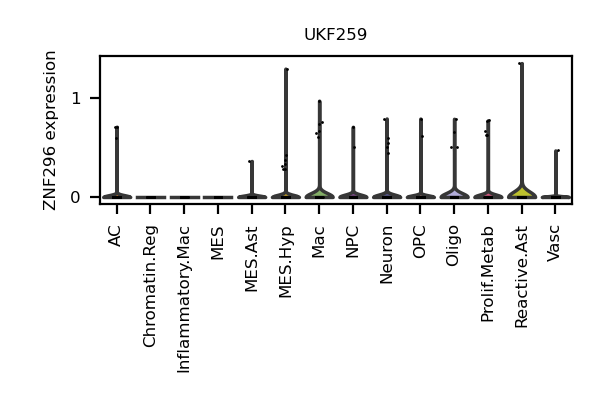 UKF259
ZNF296 expression
1
0
AC
Chromatin.Reg
Inflammatory.Mac
MES
MES.Ast
MES.Hyp
Mac
NPC
Neuron
OPC
Oligo
Prolif.Metab
Reactive.Ast
Vasc